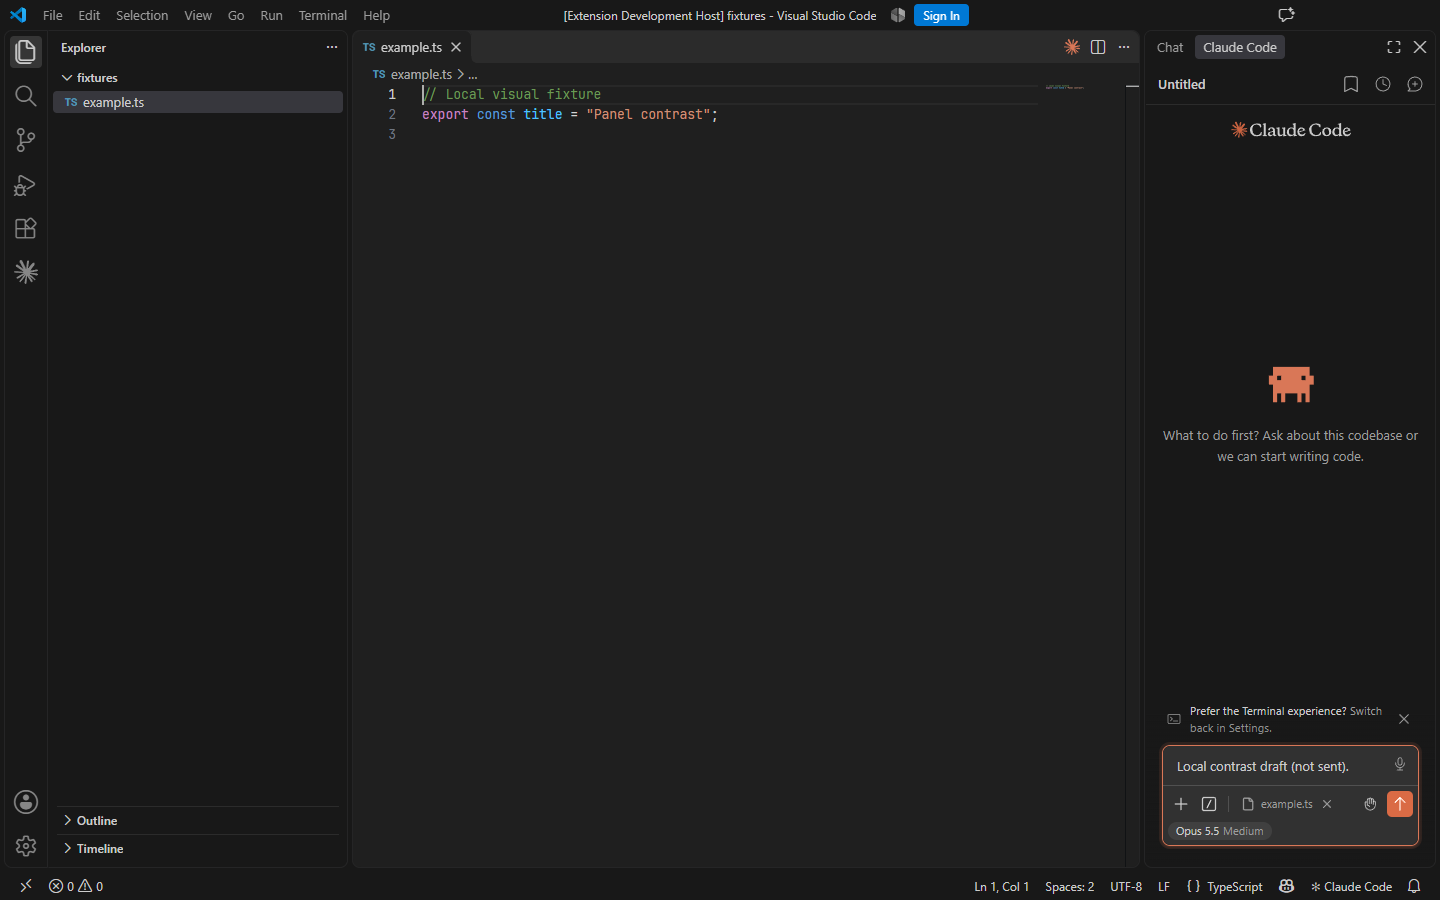 File Edit Selection View Go Run Terminal Help
[Extension Development Host] fixtures - Visual Studio Code
Sign In
Explorer
fixtures
TS example.ts
Outline
Timeline
TS example.ts
TS example.ts > ...
1 // Local visual fixture
2 export const title = "Panel contrast";
3
Chat Claude Code
Untitled
Claude Code
What to do first? Ask about this codebase or
we can start writing code.
Prefer the Terminal experience? Switch
back in Settings.
Local contrast draft (not sent).
example.ts
Opus 5.5 Medium
0 0
Ln 1, Col 1 Spaces: 2 UTF-8 LF { } TypeScript Claude Code